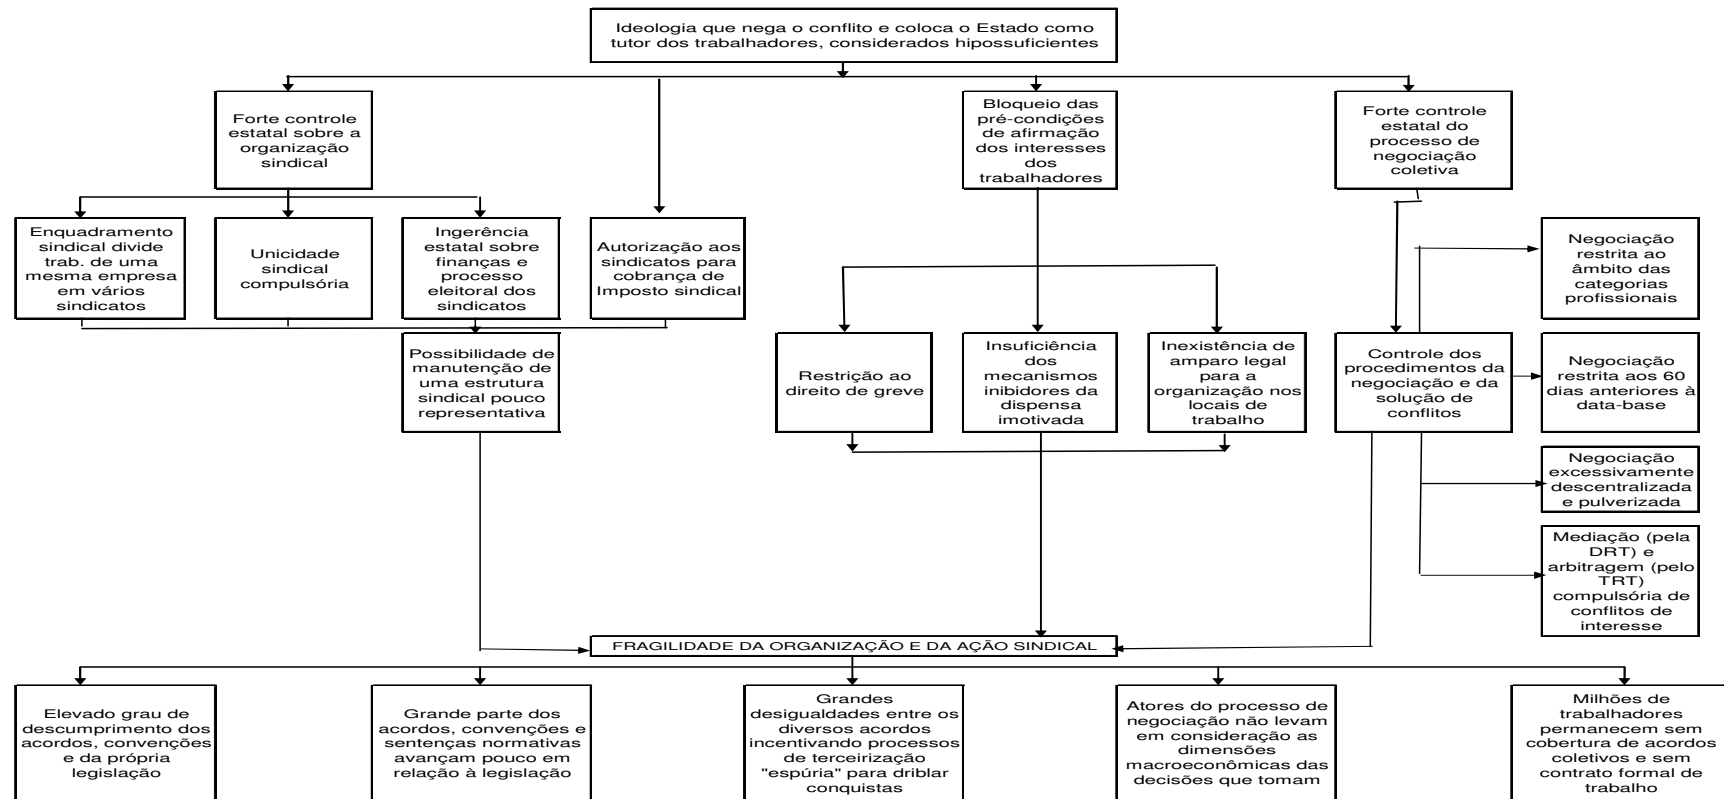 Ideologia que nega o conflito e coloca o Estado como
tutor dos trabalhadores, considerados hipossuficientes
Forte controle
estatal sobre a
organização
sindical
Bloqueio das
pré-condições
de afirmação
dos interesses
dos
trabalhadores
Forte controle
estatal do
processo de
negociação
coletiva
Enquadramento
sindical divide
trab. de uma
mesma empresa
em vários
sindicatos
Unicidade
sindical
compulsória
Ingerência
estatal sobre
finanças e
processo
eleitoral dos
sindicatos
Autorização aos
sindicatos para
cobrança de
Imposto sindical
Negociação
restrita ao
âmbito das
categorias
profissionais
Possibilidade de
manutenção de
uma estrutura
sindical pouco
representativa
Restrição ao
direito de greve
Insuficiência
dos
mecanismos
inibidores da
dispensa
imotivada
Inexistência de
amparo legal
para a
organização nos
locais de
trabalho
Controle dos
procedimentos da
negociação e da
solução de
conflitos
Negociação
restrita aos 60
dias anteriores à
data-base
Negociação
excessivamente
descentralizada
e pulverizada
Mediação (pela
DRT) e
arbitragem (pelo
TRT)
compulsória de
conflitos de
interesse
FRAGILIDADE DA ORGANIZAÇÃO E DA AÇÃO SINDICAL
Elevado grau de
descumprimento dos
acordos, convenções
e da própria
legislação
Grande parte dos
acordos, convenções e
sentenças normativas
avançam pouco em
relação à legislação
Grandes
desigualdades entre os
diversos acordos
incentivando processos
de terceirização
"espúria" para driblar
conquistas
Atores do processo de
negociação não levam
em consideração as
dimensões
macroeconômicas das
decisões que tomam
Milhões de
trabalhadores
permanecem sem
cobertura de acordos
coletivos e sem
contrato formal de
trabalho